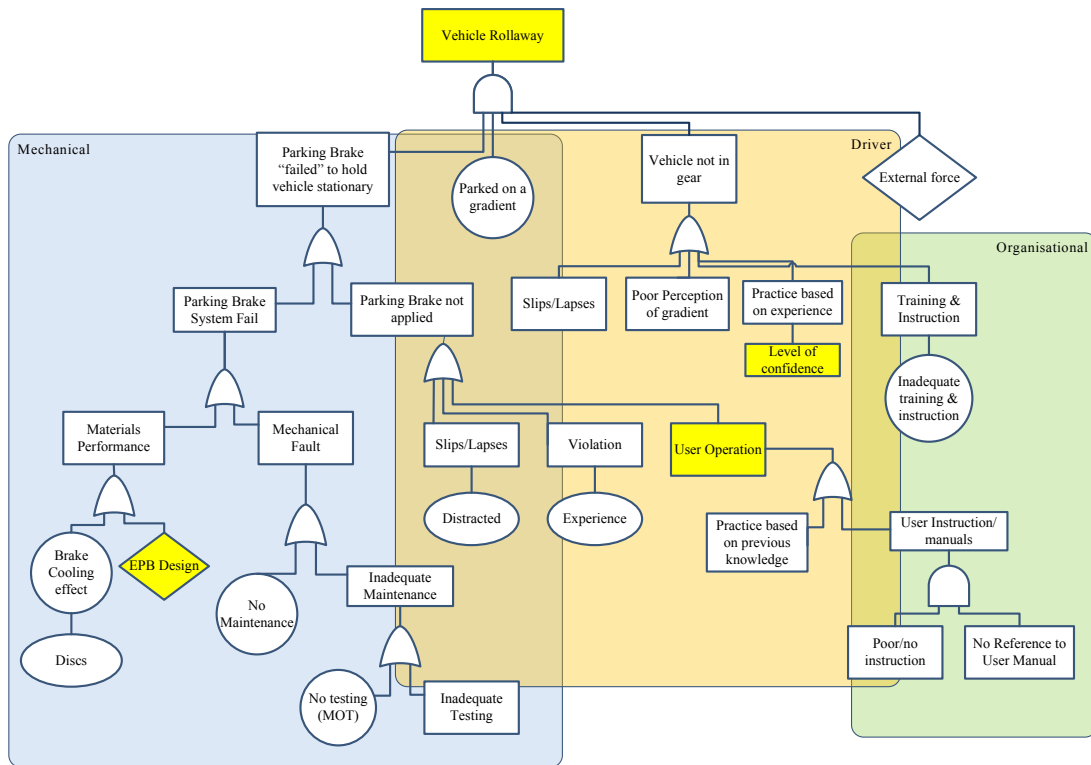 Vehicle Rollaway
Mechanical
Driver
Parking Brake
“failed” to hold
vehicle stationary
Parked on a
gradient
Vehicle not in
gear
External force
Organisational
Parking Brake
System Fail
Parking Brake not
applied
Slips/Lapses
Poor Perception
of gradient
Practice based
on experience
Training &
Instruction
Level of
confidence
Inadequate
training &
instruction
Materials
Performance
Mechanical
Fault
Slips/Lapses
Violation
User Operation
Distracted
Experience
Practice based
on previous
knowledge
User Instruction/
manuals
Brake
Cooling
effect
EPB Design
No
Maintenance
Inadequate
Maintenance
Discs
Poor/no
instruction
No Reference to
User Manual
No testing
(MOT)
Inadequate
Testing